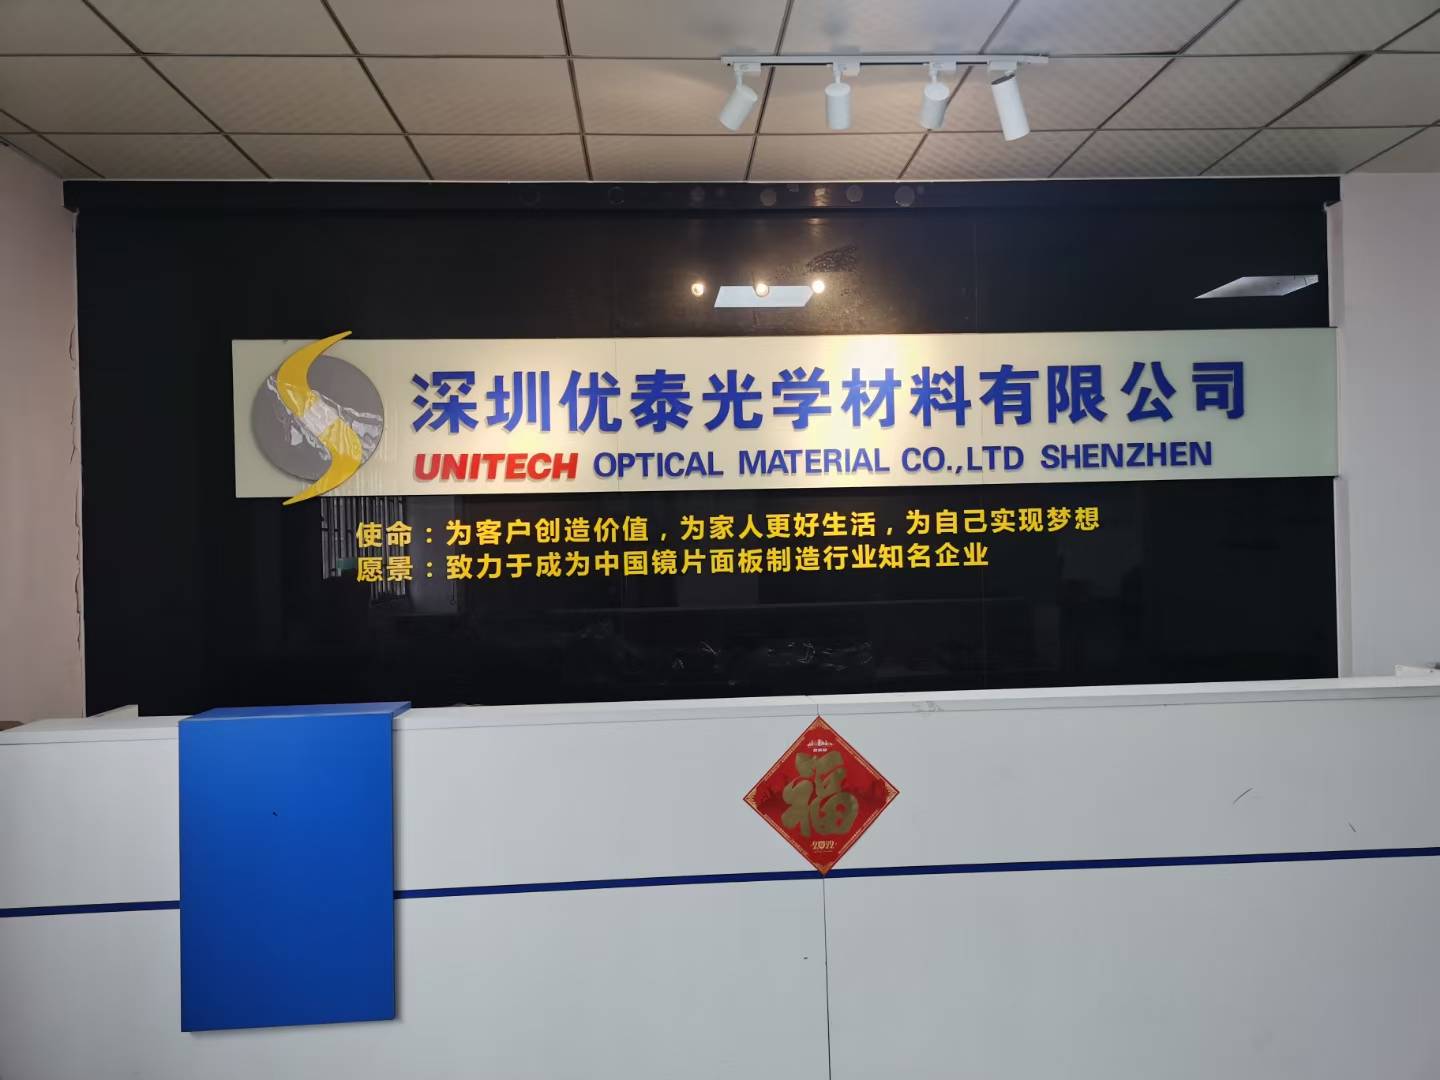 深圳优泰光学材料有限公司
UNITECH OPTICAL MATERIAL CO.,LTD SHENZHEN
使命：为客户创造价值，为家人更好生活，为自己实现梦想
愿景：致力于成为中国镜片面板制造行业知名企业
福
2022